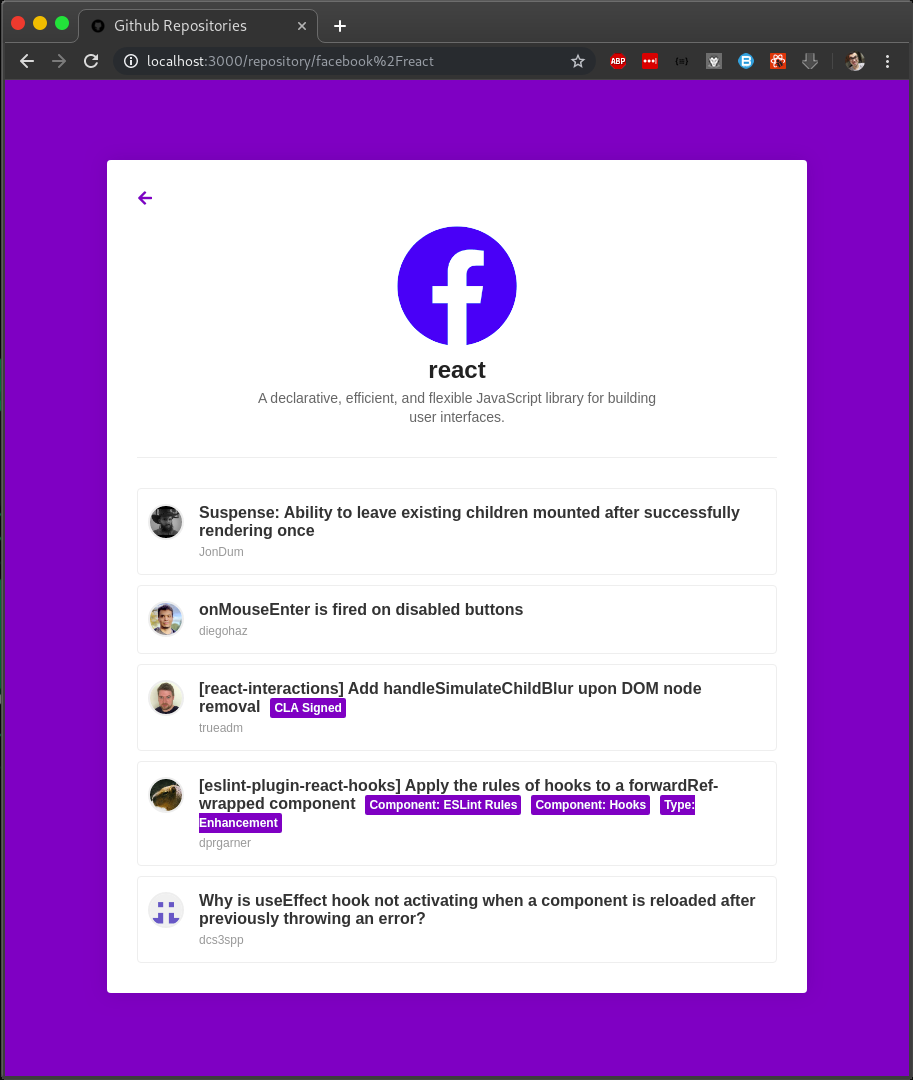 Github Repositories
localhost:3000/repository/facebook%2Freact
ABP
react
A declarative, efficient, and flexible JavaScript library for building
user interfaces.
Suspense: Ability to leave existing children mounted after successfully
rendering once
JonDum
onMouseEnter is fired on disabled buttons
diegohaz
[react-interactions] Add handleSimulateChildBlur upon DOM node
removal CLA Signed
trueadm
[eslint-plugin-react-hooks] Apply the rules of hooks to a forwardRef-
wrapped component Component: ESLint Rules Component: Hooks Type:
Enhancement
dprgarner
Why is useEffect hook not activating when a component is reloaded after
previously throwing an error?
dcs3spp